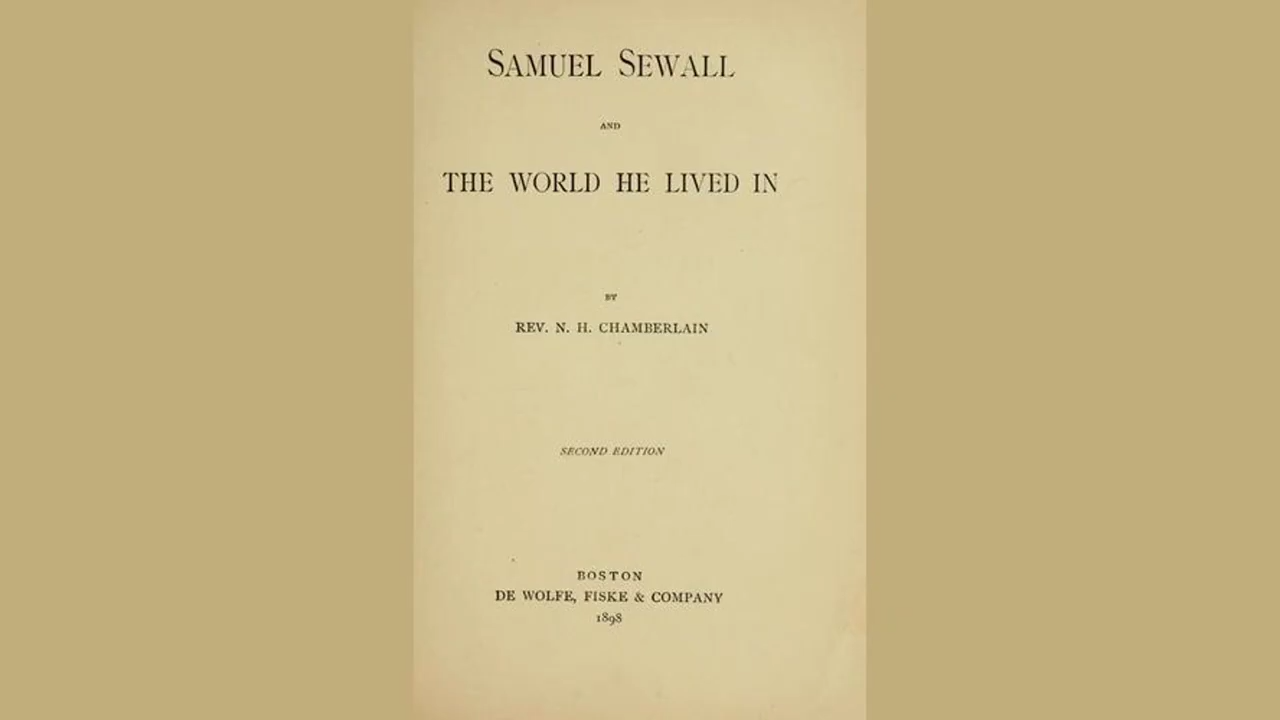 SAMUEL SEWALL
AND
THE WORLD HE LIVED IN
BY
REV. N. H. CHAMBERLAIN
SECOND EDITION
BOSTON
DE WOLFE, FISKE & COMPANY
1898